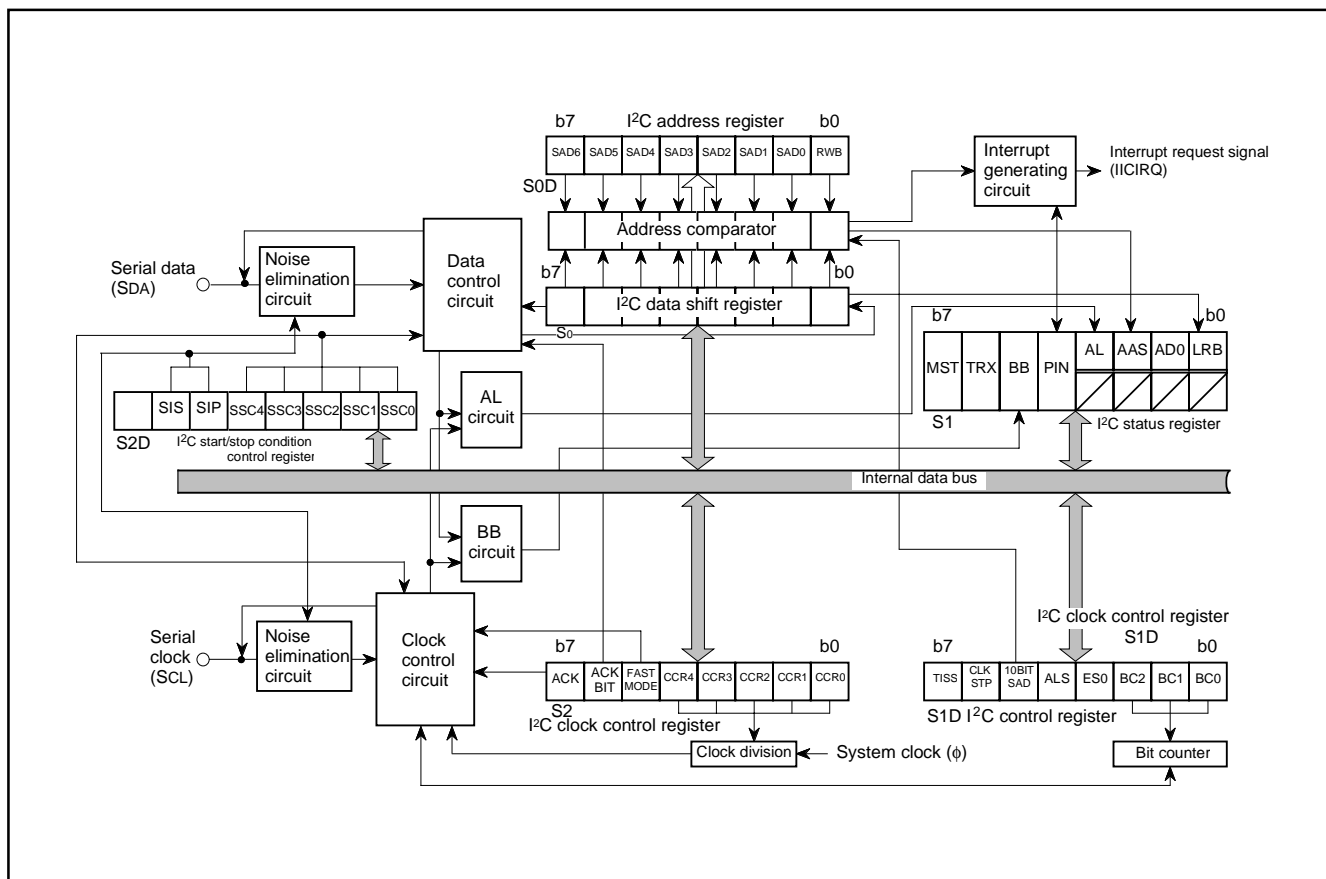 b7 I²C address register b0
SAD6 SAD5 SAD4 SAD3 SAD2 SAD1 SAD0 RWB
S0D
Interrupt
generating
circuit
Interrupt request signal
(IICIRQ)
Address comparator
Serial data
(SDA)
Noise
elimination
circuit
Data
control
circuit
b7 b0
I²C data shift register
S0
b7 b0
MST TRX BB PIN AL AAS AD0 LRB
S1
I²C status register
SIS SIP SSC4 SSC3 SSC2 SSC1 SSC0
S2D
I²C start/stop condition
control register
AL
circuit
Internal data bus
BB
circuit
Serial
clock
(SCL)
Noise
elimination
circuit
Clock
control
circuit
b7 b0
ACK ACK BIT FAST MODE CCR4 CCR3 CCR2 CCR1 CCR0
S2
I²C clock control register
Clock division
System clock (ϕ)
I²C clock control register
S1D
b7 b0
TISS CLK STP 10BIT SAD ALS ES0 BC2 BC1 BC0
S1D I²C control register
Bit counter